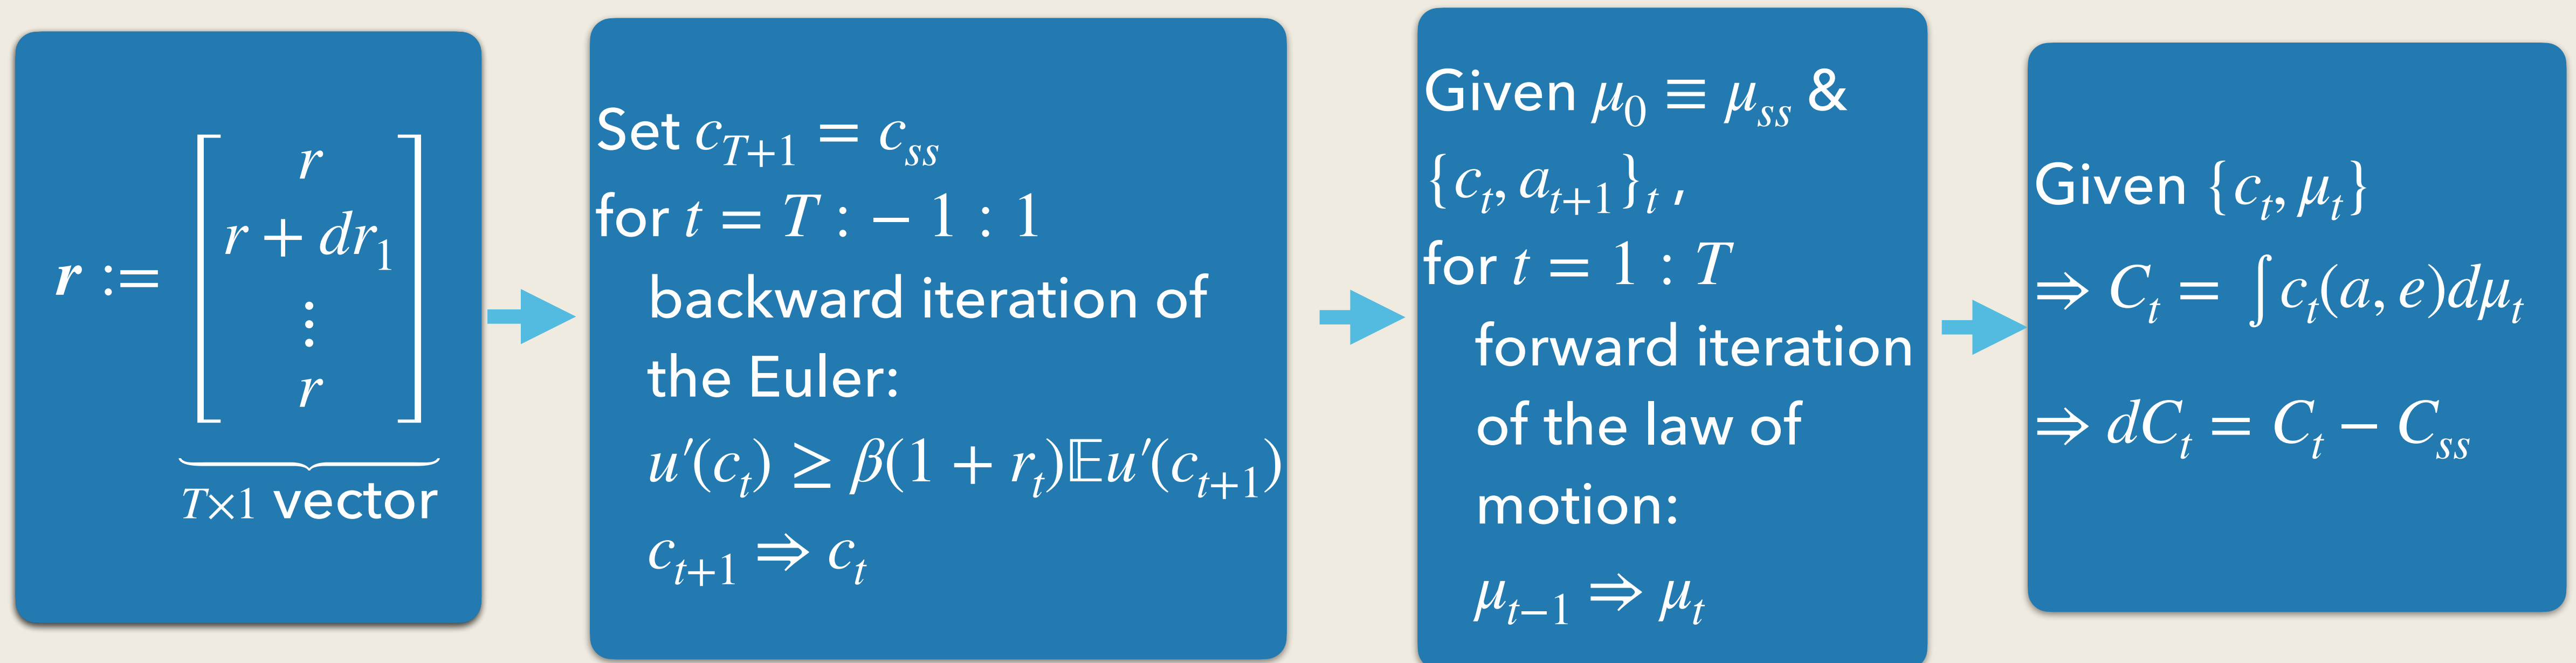 r := [ r
r + dr₁
⋮
r ]
T×1 vector
Set c_{T+1} = c_{ss}
for t = T : − 1 : 1
backward iteration of
the Euler:
u′(c_t) ≥ β(1 + r_t)𝔼u′(c_{t+1})
c_{t+1} ⇒ c_t
Given μ₀ ≡ μ_{ss} &
{c_t, a_{t+1}}_t ,
for t = 1 : T
forward iteration
of the law of
motion:
μ_{t−1} ⇒ μ_t
Given {c_t, μ_t}
⇒ C_t = ∫c_t(a, e)dμ_t
⇒ dC_t = C_t − C_{ss}